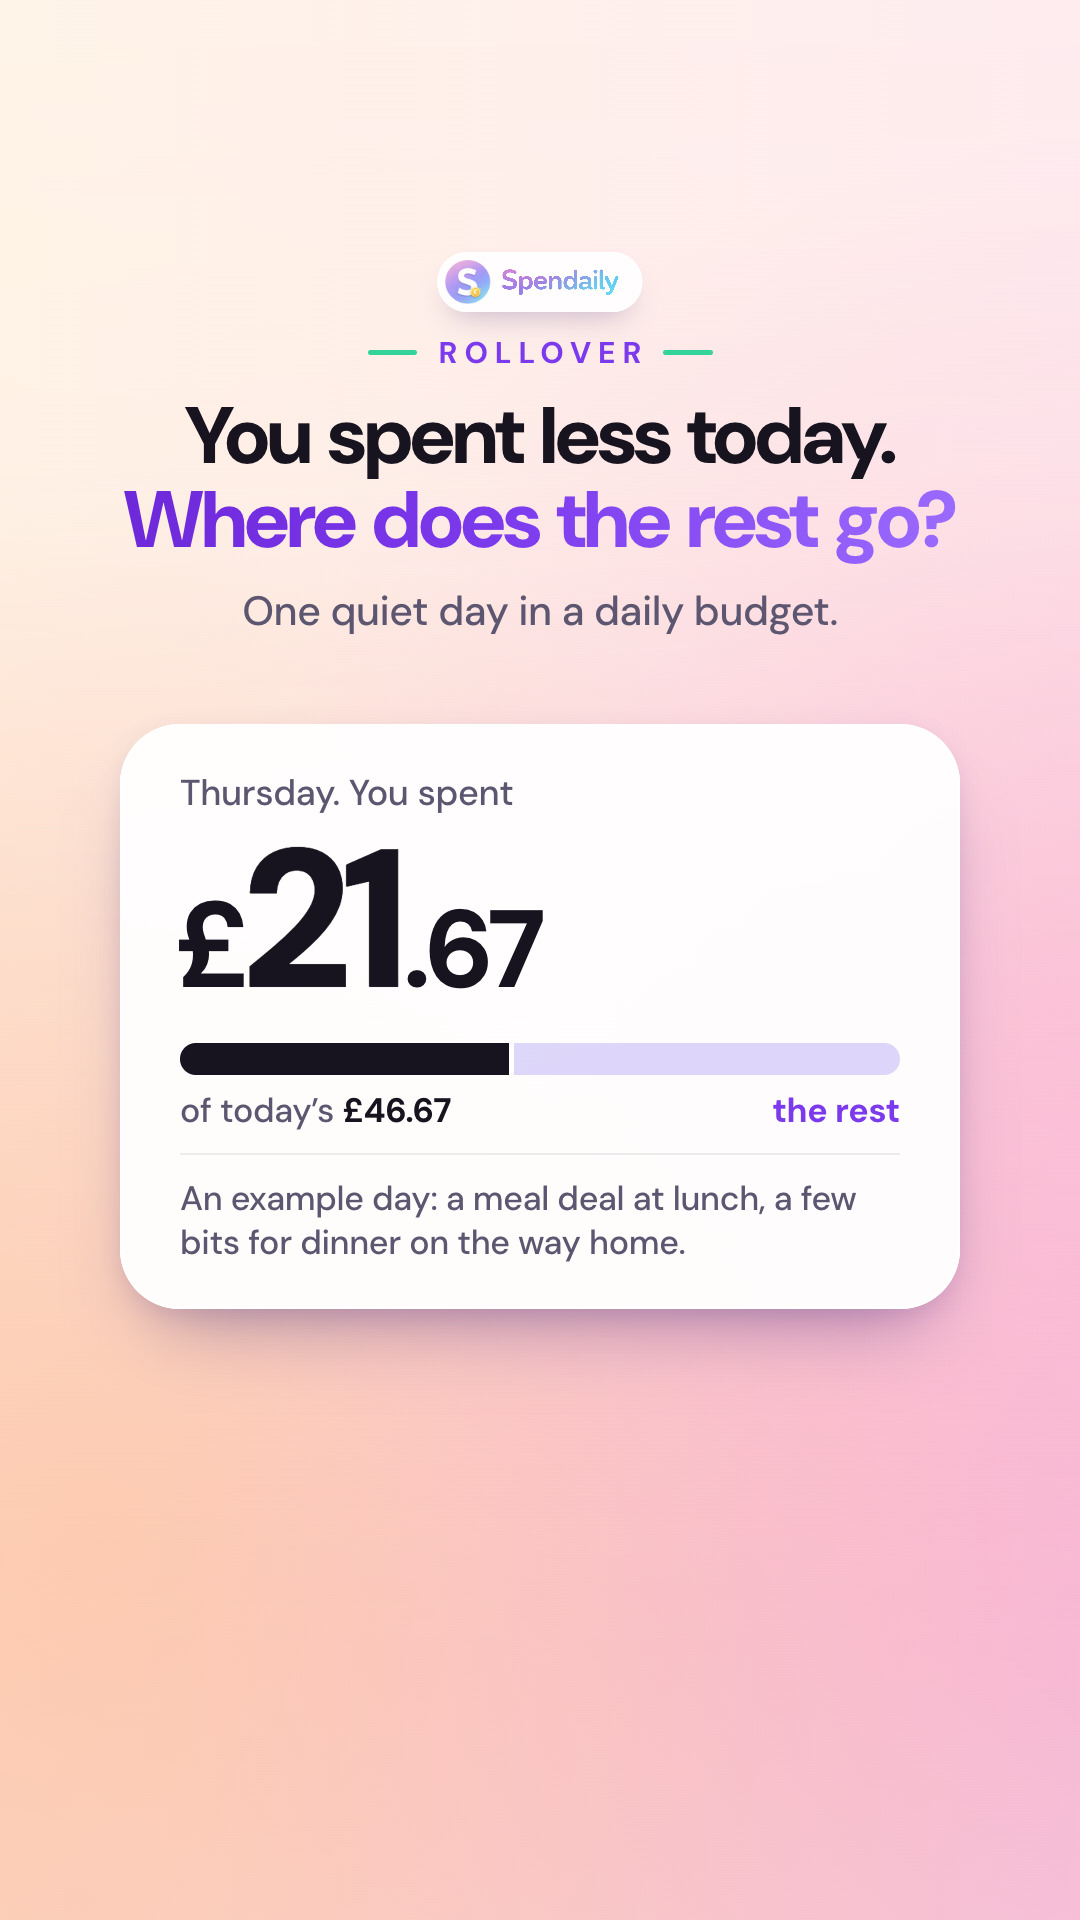 Spendaily
ROLLOVER
You spent less today.
Where does the rest go?
One quiet day in a daily budget.
Thursday. You spent
£21.67
of today’s £46.67
the rest
An example day: a meal deal at lunch, a few
bits for dinner on the way home.